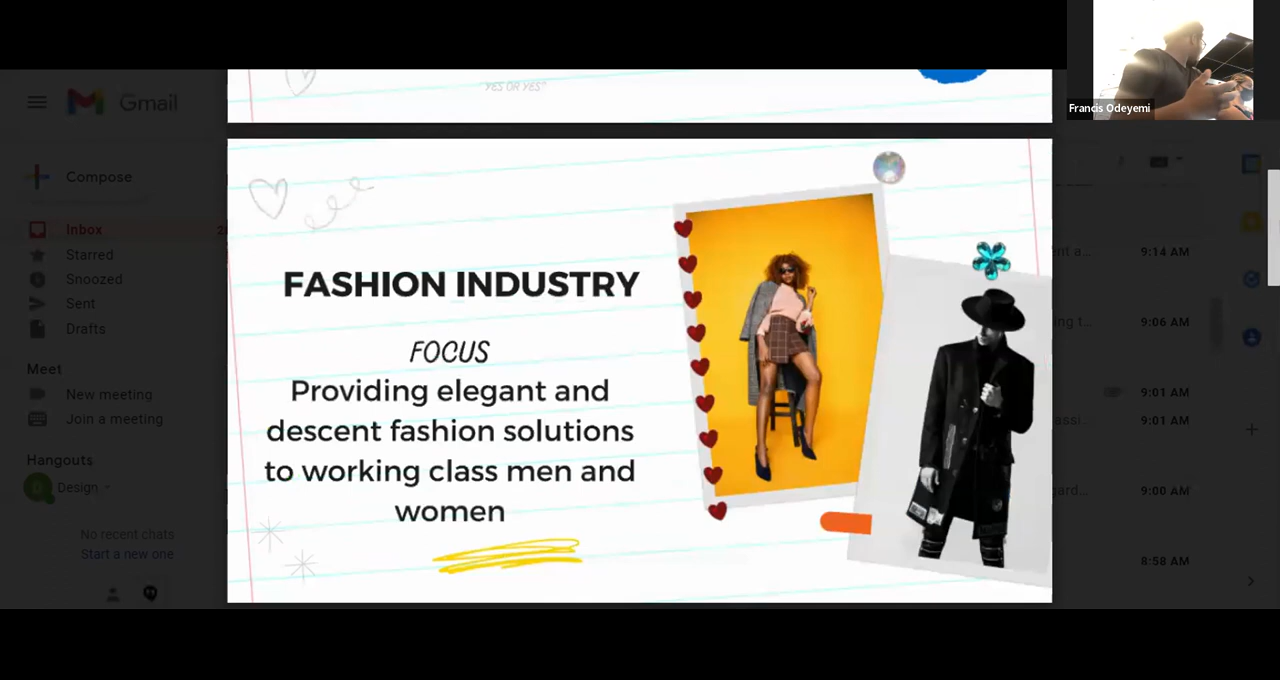 YES OR YES"
Francis Odeyemi
Gmail
Compose
Inbox
Starred
Snoozed
Sent
Drafts
Meet
New meeting
Join a meeting
Hangouts
Design
No recent chats
Start a new one
FASHION INDUSTRY
FOCUS
Providing elegant and
descent fashion solutions
to working class men and
women
9:14 AM
9:06 AM
9:01 AM
9:01 AM
9:00 AM
8:58 AM